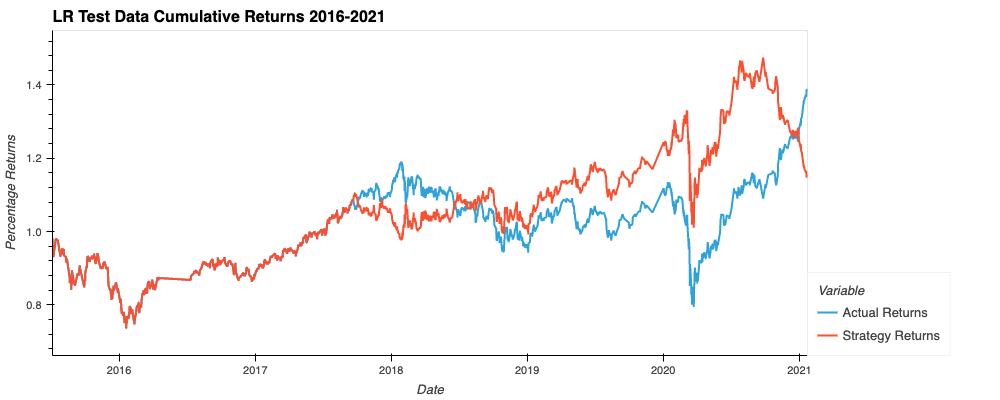 LR Test Data Cumulative Returns 2016-2021
Percentage Returns
1.4
1.2
1.0
0.8
2016 2017 2018 2019 2020 2021
Date
Variable
Actual Returns
Strategy Returns